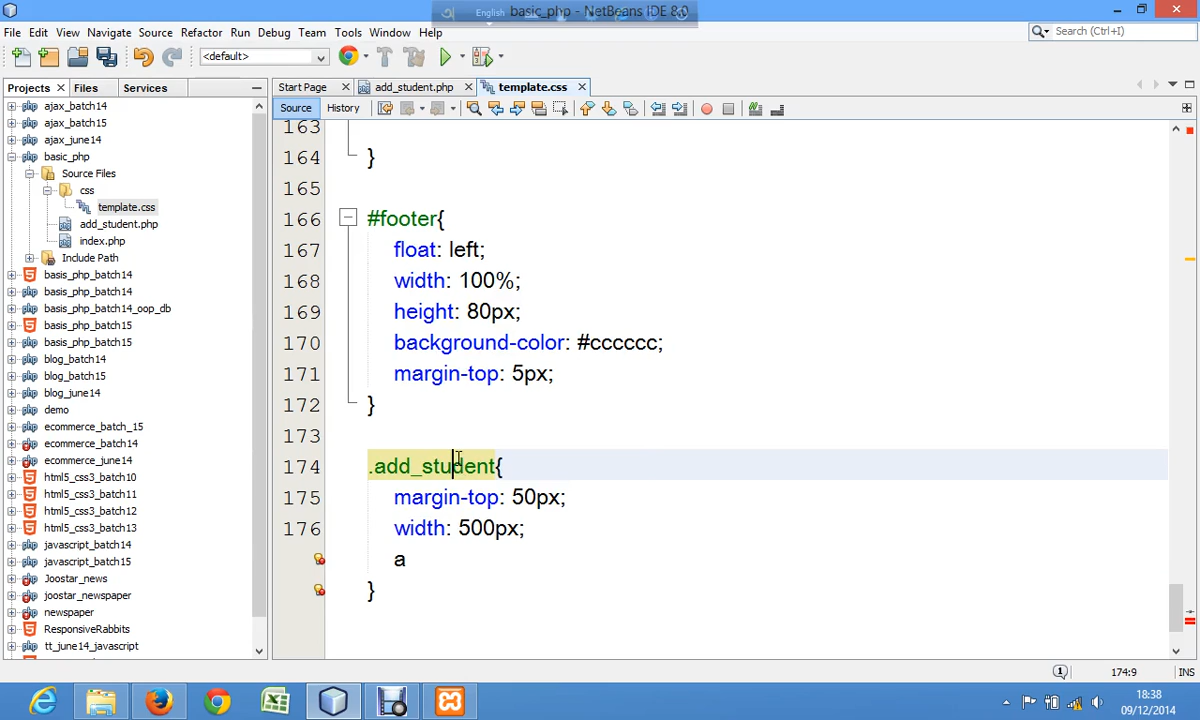 English
basic_php - NetBeans IDE 8.0
File Edit View Navigate Source Refactor Run Debug Team Tools Window Help
<default>
Search (Ctrl+I)
Projects Files Services
Start Page add_student.php template.css
Source History
ajax_batch14
ajax_batch15
ajax_june14
basic_php
Source Files
css
template.css
add_student.php
index.php
Include Path
basis_php_batch14
basis_php_batch14
basis_php_batch14_oop_db
basis_php_batch15
basis_php_batch15
blog_batch14
blog_batch15
blog_june14
demo
ecommerce_batch_15
ecommerce_batch14
ecommerce_june14
html5_css3_batch10
html5_css3_batch11
html5_css3_batch12
html5_css3_batch13
javascript_batch14
javascript_batch15
Joostar_news
joostar_newspaper
newspaper
ResponsiveRabbits
tt_june14_javascript
163
164 }
165
166 #footer{
167 float: left;
168 width: 100%;
169 height: 80px;
170 background-color: #cccccc;
171 margin-top: 5px;
172 }
173
174 .add_student{
175 margin-top: 50px;
176 width: 500px;
a
}
174:9 INS
18:38
09/12/2014